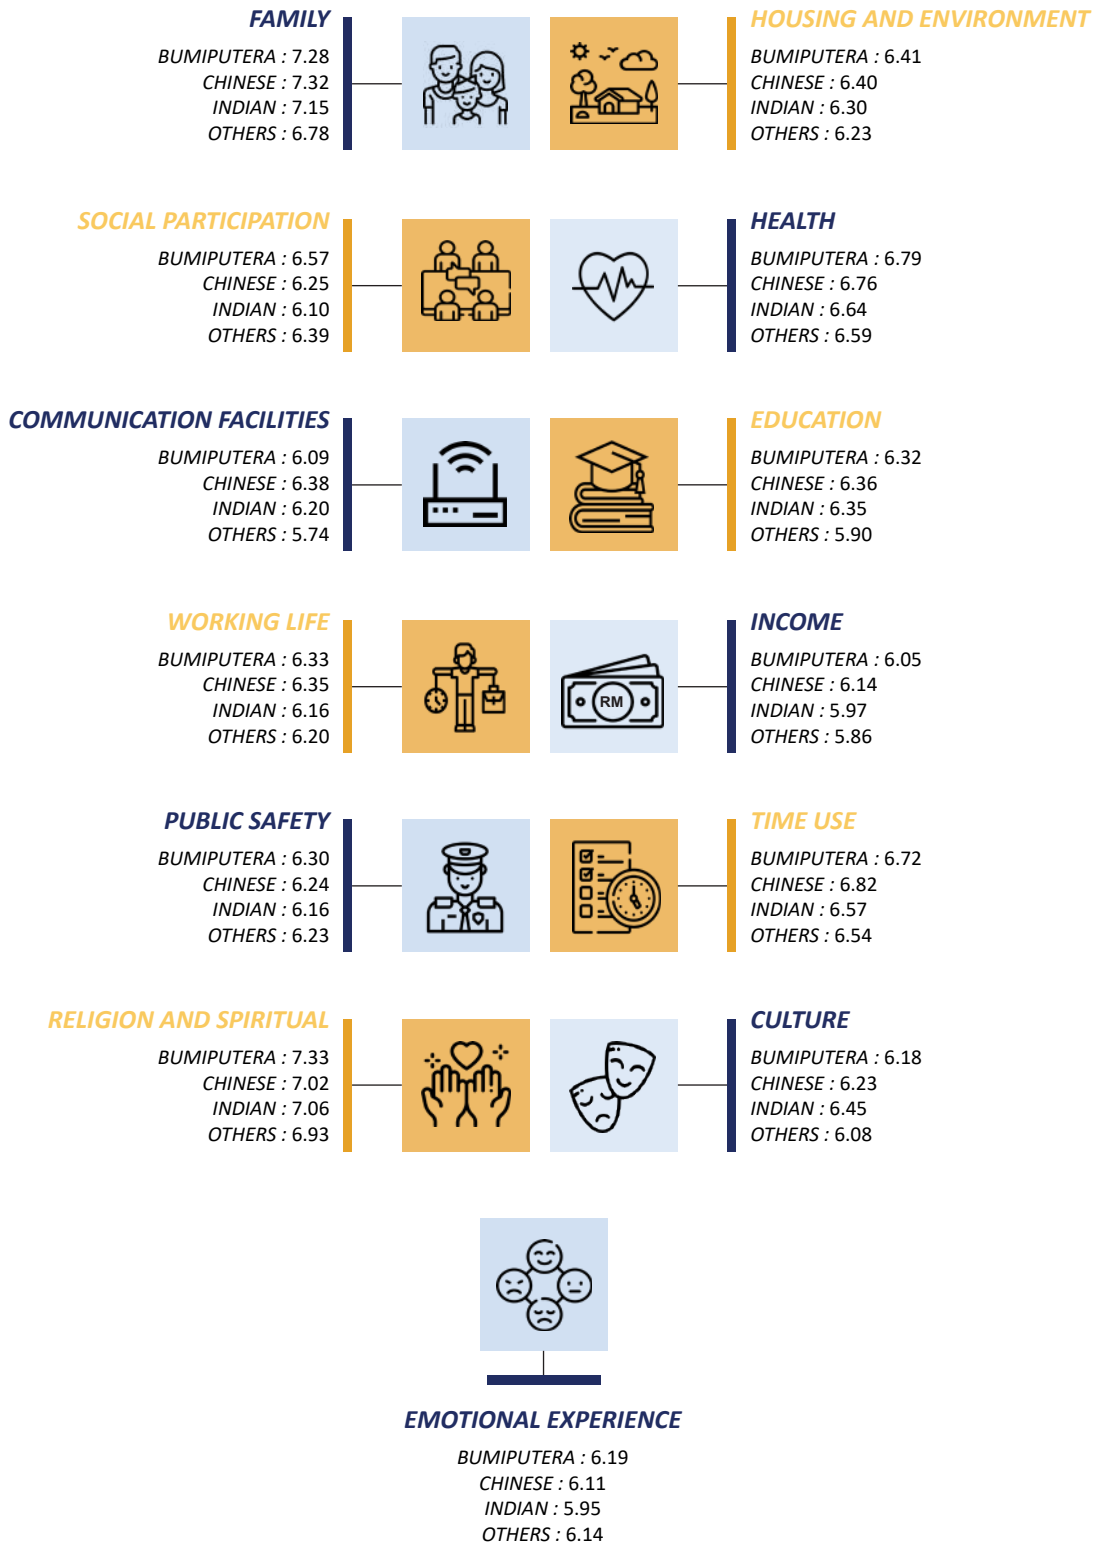 FAMILY
BUMIPUTERA : 7.28
CHINESE : 7.32
INDIAN : 7.15
OTHERS : 6.78
HOUSING AND ENVIRONMENT
BUMIPUTERA : 6.41
CHINESE : 6.40
INDIAN : 6.30
OTHERS : 6.23
SOCIAL PARTICIPATION
BUMIPUTERA : 6.57
CHINESE : 6.25
INDIAN : 6.10
OTHERS : 6.39
HEALTH
BUMIPUTERA : 6.79
CHINESE : 6.76
INDIAN : 6.64
OTHERS : 6.59
COMMUNICATION FACILITIES
BUMIPUTERA : 6.09
CHINESE : 6.38
INDIAN : 6.20
OTHERS : 5.74
EDUCATION
BUMIPUTERA : 6.32
CHINESE : 6.36
INDIAN : 6.35
OTHERS : 5.90
WORKING LIFE
BUMIPUTERA : 6.33
CHINESE : 6.35
INDIAN : 6.16
OTHERS : 6.20
RM
INCOME
BUMIPUTERA : 6.05
CHINESE : 6.14
INDIAN : 5.97
OTHERS : 5.86
PUBLIC SAFETY
BUMIPUTERA : 6.30
CHINESE : 6.24
INDIAN : 6.16
OTHERS : 6.23
TIME USE
BUMIPUTERA : 6.72
CHINESE : 6.82
INDIAN : 6.57
OTHERS : 6.54
RELIGION AND SPIRITUAL
BUMIPUTERA : 7.33
CHINESE : 7.02
INDIAN : 7.06
OTHERS : 6.93
CULTURE
BUMIPUTERA : 6.18
CHINESE : 6.23
INDIAN : 6.45
OTHERS : 6.08
EMOTIONAL EXPERIENCE
BUMIPUTERA : 6.19
CHINESE : 6.11
INDIAN : 5.95
OTHERS : 6.14